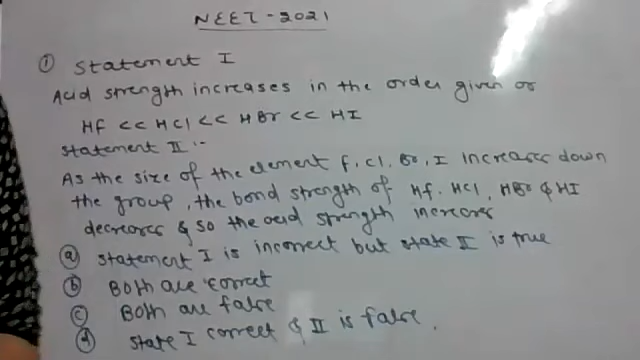 NEET-2021
① Statement I
Acid strength increases in the order given as
HF << HCl << HBr << HI
Statement II :-
As the size of the element F, Cl, Br, I increases down
the group, the bond strength of HF, HCl, HBr & HI
decreases & so the acid strength increases
ⓐ Statement I is incorrect but state II is true
ⓑ Both are correct
ⓒ Both are false
ⓓ State I correct & II is false.